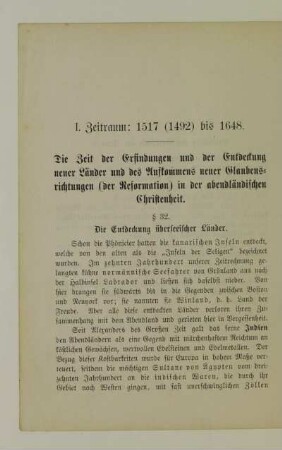 I. Zeitraum: 1517 (1492) bis 1648.
Die Zeit der Erfindungen und der Entdeckung
neuer Länder und des Aufkommens neuer Glaubens-
richtungen (der Reformation) in der abendländischen
Christenheit.
§ 32.
Die Entdeckung überseeischer Länder.
Schon die Phönizier hatten die kanarischen Inseln entdeckt,
welche von den alten als die „Inseln der Seligen“ bezeichnet
wurden. Im zehnten Jahrhundert unserer Zeitrechnung ge-
langten kühne normännische Seefahrer von Grönland aus nach
der Halbinsel Labrador und ließen sich daselbst nieder. Von
hier drangen sie südwärts in die Gegenden zwischen Boston
und Neuyork vor; sie nannten sie Winland, d. h. Land der
Freude. Aber alle diese entdeckten Länder verloren ihren Zu-
sammenhang mit dem Abendland und gerieten in Vergessenheit.
Seit Alexanders des Großen Zeit galt das ferne Indien
den Abendländern als eine Gegend mit märchenhaftem Reichtum an
köstlichen Gewächsen, wertvollen Edelsteinen und Edelmetallen. Der
Bezug dieser Kostbarkeiten wurde für Europa in hohem Maße ver-
teuert, seitdem die mächtigen Sultane von Ägypten vom drei-
zehnten Jahrhundert an die indischen Waren, die durch ihr
Gebiet nach Westen gingen, mit fast unerschwinglichen Zöllen